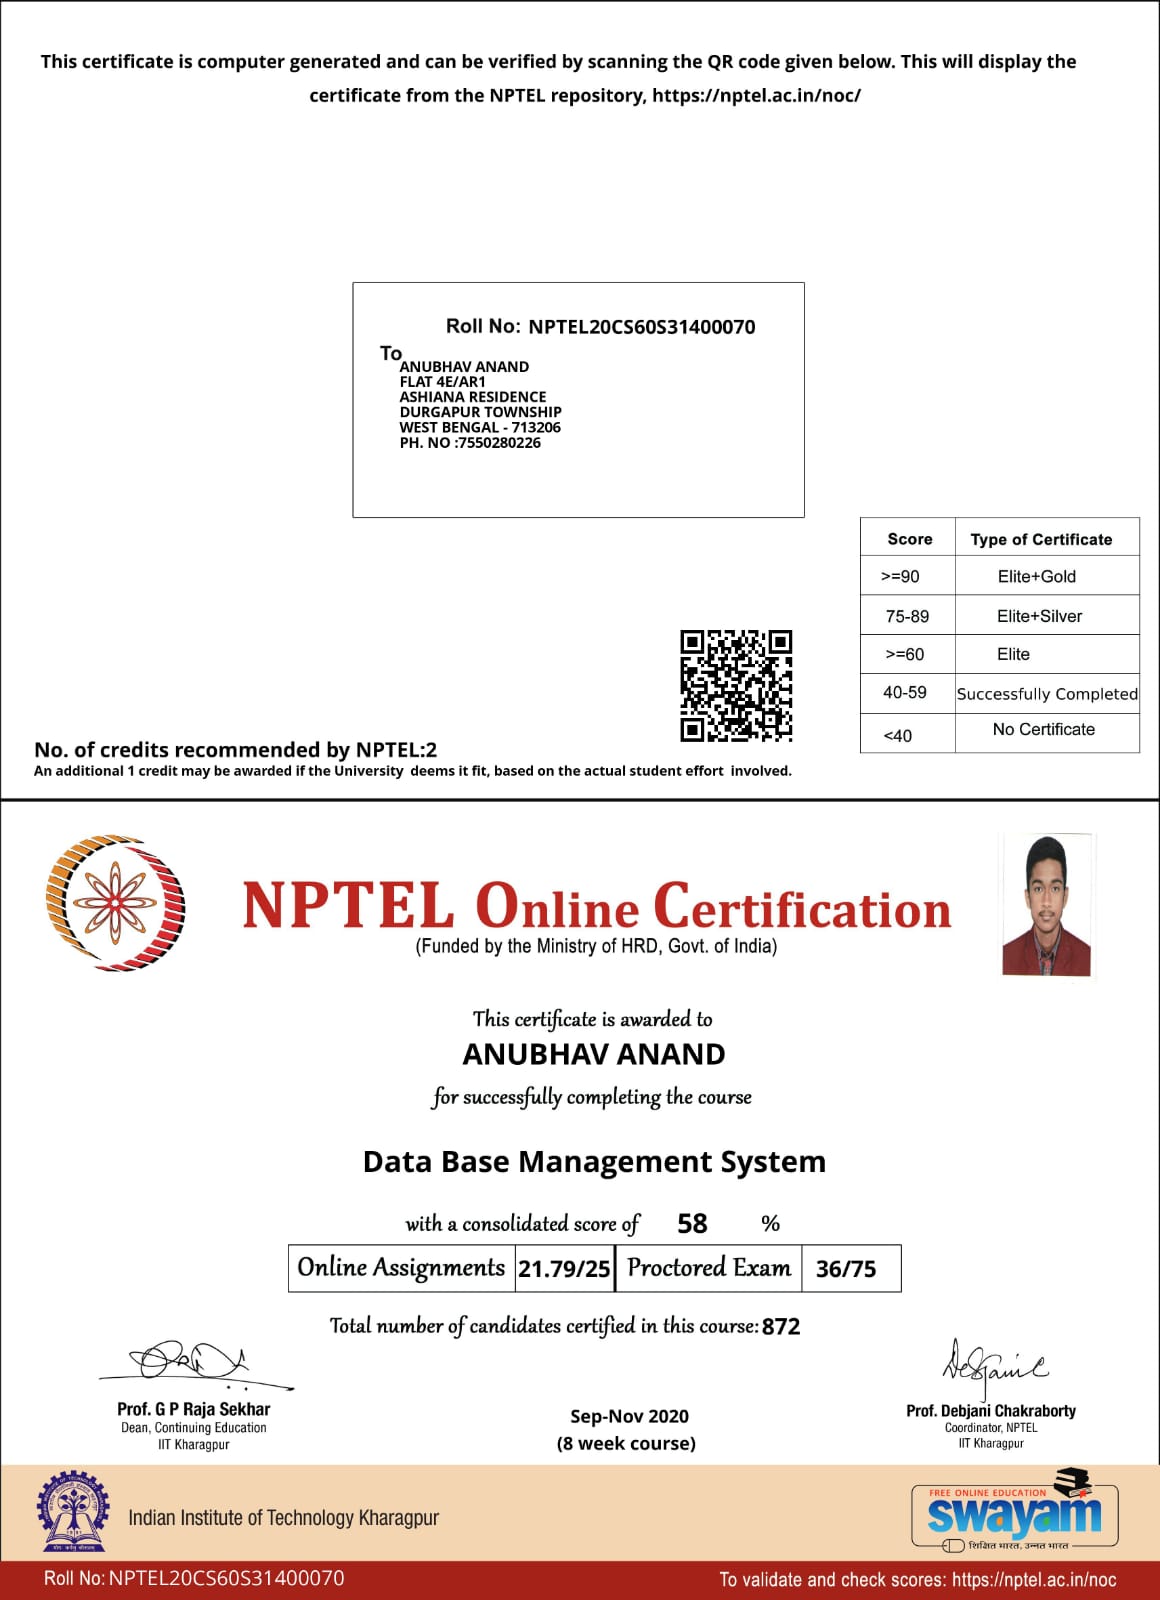 This certificate is computer generated and can be verified by scanning the QR code given below. This will display the
certificate from the NPTEL repository, https://nptel.ac.in/noc/
Roll No: NPTEL20CS60S31400070
To
ANUBHAV ANAND
FLAT 4E/AR1
ASHIANA RESIDENCE
DURGAPUR TOWNSHIP
WEST BENGAL - 713206
PH. NO :7550280226
Score Type of Certificate
>=90 Elite+Gold
75-89 Elite+Silver
>=60 Elite
40-59 Successfully Completed
<40 No Certificate
No. of credits recommended by NPTEL:2
An additional 1 credit may be awarded if the University deems it fit, based on the actual student effort involved.
NPTEL Online Certification
(Funded by the Ministry of HRD, Govt. of India)
This certificate is awarded to
ANUBHAV ANAND
for successfully completing the course
Data Base Management System
with a consolidated score of 58 %
Online Assignments 21.79/25 Proctored Exam 36/75
Total number of candidates certified in this course: 872
Prof. G P Raja Sekhar
Dean, Continuing Education
IIT Kharagpur
Sep-Nov 2020
(8 week course)
Prof. Debjani Chakraborty
Coordinator, NPTEL
IIT Kharagpur
Indian Institute of Technology Kharagpur
FREE ONLINE EDUCATION
swayam
शिक्षित भारत, उन्नत भारत
Roll No: NPTEL20CS60S31400070
To validate and check scores: https://nptel.ac.in/noc